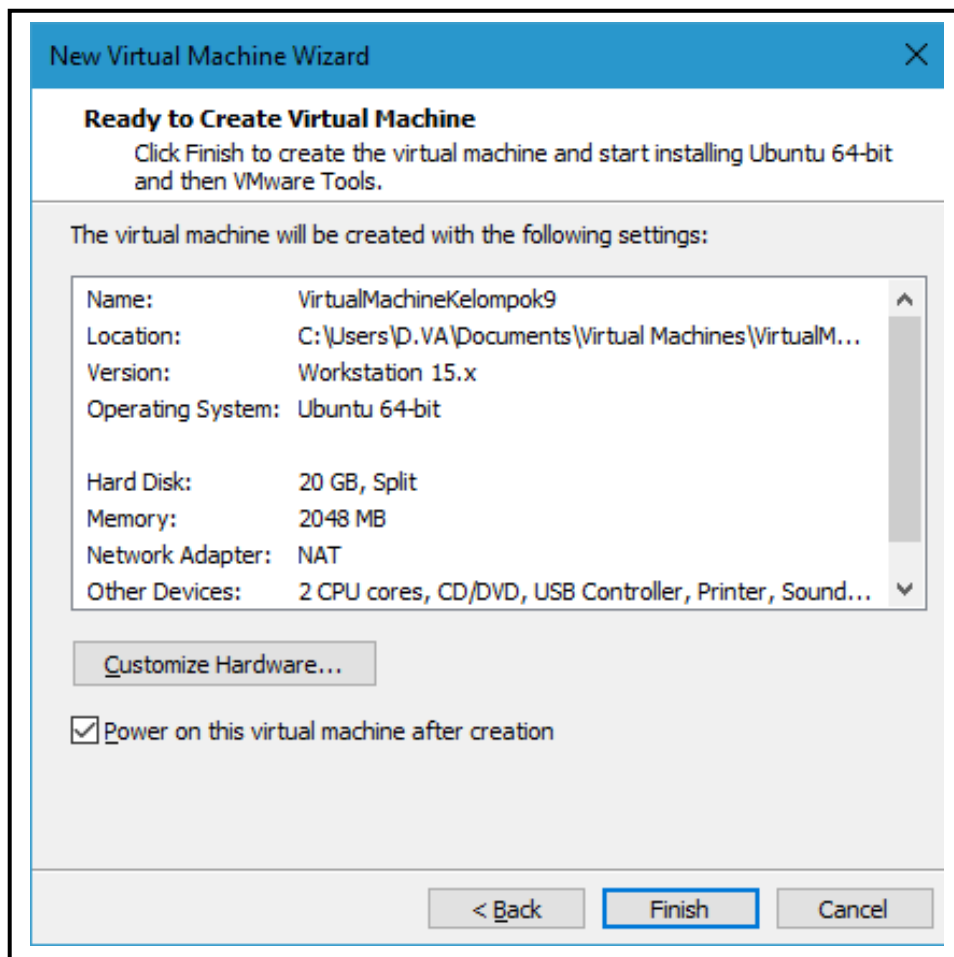 New Virtual Machine Wizard
Ready to Create Virtual Machine
Click Finish to create the virtual machine and start installing Ubuntu 64-bit
and then VMware Tools.
The virtual machine will be created with the following settings:
Name: VirtualMachineKelompok9
Location: C:\Users\D.VA\Documents\Virtual Machines\VirtualM...
Version: Workstation 15.x
Operating System: Ubuntu 64-bit
Hard Disk: 20 GB, Split
Memory: 2048 MB
Network Adapter: NAT
Other Devices: 2 CPU cores, CD/DVD, USB Controller, Printer, Sound...
Customize Hardware...
Power on this virtual machine after creation
< Back Finish Cancel